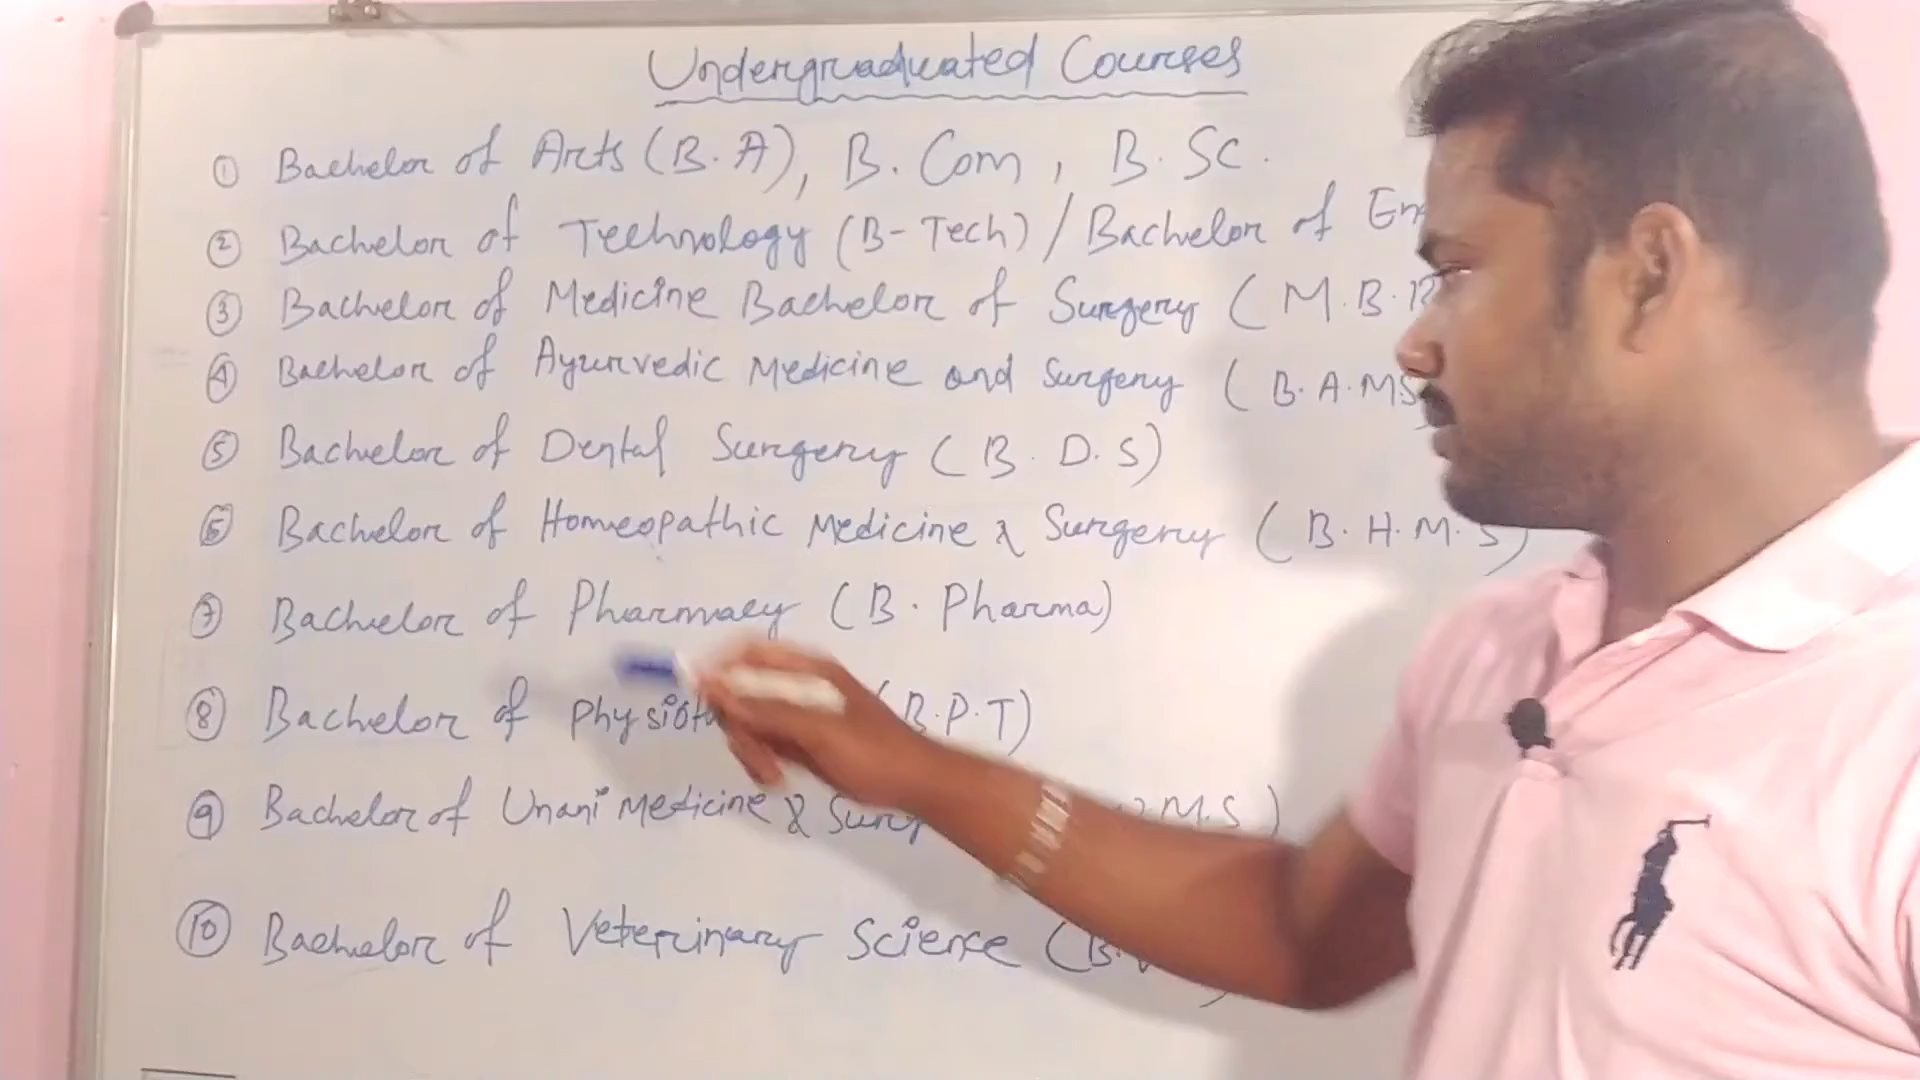 Undergraduated Courses
① Bachelor of Arts (B.A), B. Com, B. Sc.
② Bachelor of Technology (B-Tech) / Bachelor of
③ Bachelor of Medicine Bachelor of Surgery (M.B.
④ Bachelor of Ayurvedic Medicine and Surgery (B.A.M.S
⑤ Bachelor of Dental Surgery (B.D.S)
⑥ Bachelor of Homeopathic Medicine & Surgery (B.H.M.S)
⑦ Bachelor of Pharmacy (B. Pharma)
⑧ Bachelor of (B.P.T)
⑨ Bachelor of Unani Medicine & M.S)
⑩ Bachelor of Veterinary Science (B.